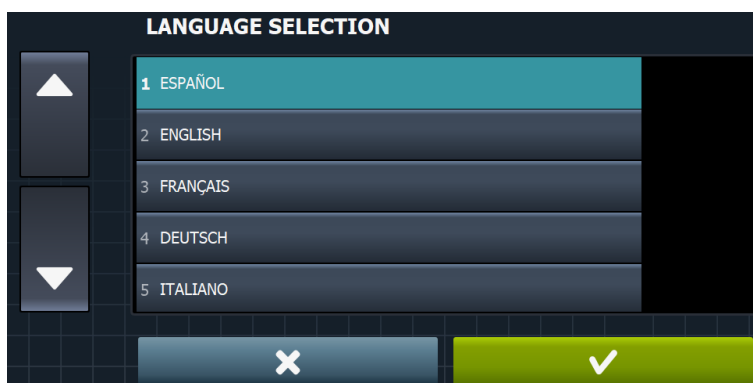 LANGUAGE SELECTION
1 ESPAÑOL
2 ENGLISH
3 FRANÇAIS
4 DEUTSCH
5 ITALIANO